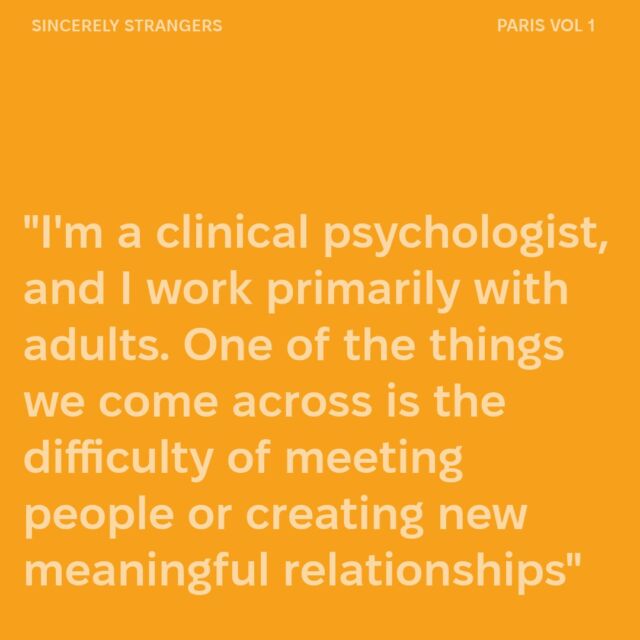 SINCERELY STRANGERS
PARIS VOL 1
"I'm a clinical psychologist,
and I work primarily with
adults. One of the things
we come across is the
difficulty of meeting
people or creating new
meaningful relationships"